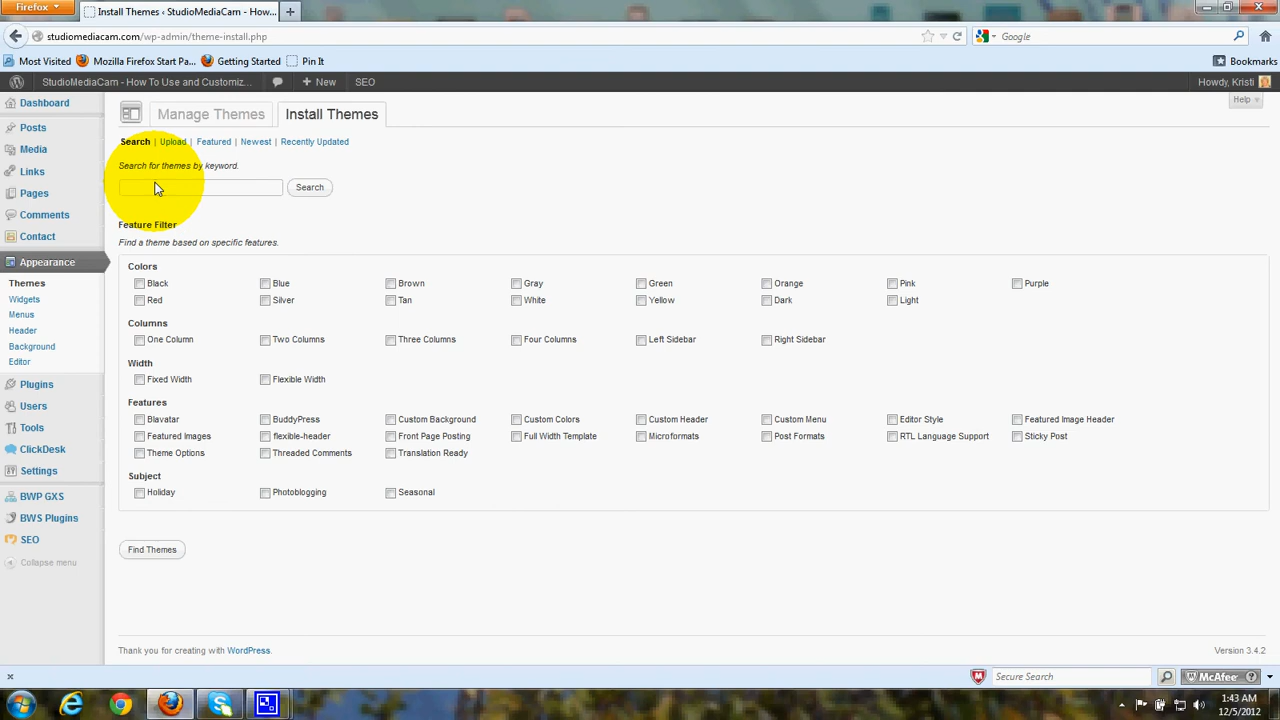 Firefox
Install Themes ‹ StudioMediaCam - How...
studiomediacam.com/wp-admin/theme-install.php
Google
Most Visited Mozilla Firefox Start Pa... Getting Started Pin It
Bookmarks
StudioMediaCam - How To Use and Customiz... + New SEO
Howdy, Kristi
Dashboard
Posts
Media
Links
Pages
Comments
Contact
Appearance
Themes
Widgets
Menus
Header
Background
Editor
Plugins
Users
Tools
ClickDesk
Settings
BWP GXS
BWS Plugins
SEO
Collapse menu
Manage Themes Install Themes
Help
Search | Upload | Featured | Newest | Recently Updated
Search for themes by keyword.
Search
Feature Filter
Find a theme based on specific features.
Colors
Black Blue Brown Gray Green Orange Pink Purple
Red Silver Tan White Yellow Dark Light
Columns
One Column Two Columns Three Columns Four Columns Left Sidebar Right Sidebar
Width
Fixed Width Flexible Width
Features
Blavatar BuddyPress Custom Background Custom Colors Custom Header Custom Menu Editor Style Featured Image Header
Featured Images flexible-header Front Page Posting Full Width Template Microformats Post Formats RTL Language Support Sticky Post
Theme Options Threaded Comments Translation Ready
Subject
Holiday Photoblogging Seasonal
Find Themes
Thank you for creating with WordPress.
Version 3.4.2
Secure Search
McAfee
1:43 AM
12/5/2012